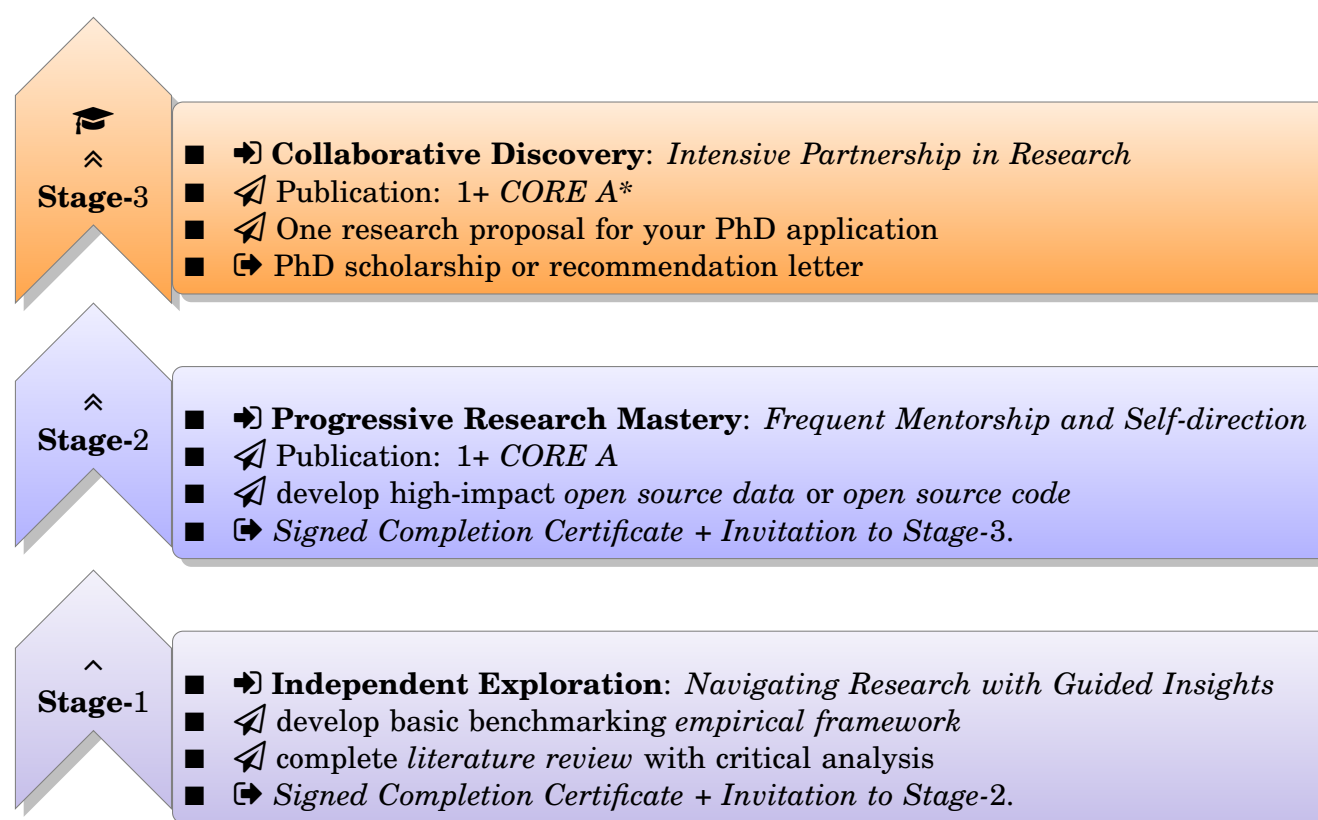 Stage-3
Collaborative Discovery: Intensive Partnership in Research
Publication: 1+ CORE A*
One research proposal for your PhD application
PhD scholarship or recommendation letter
Stage-2
Progressive Research Mastery: Frequent Mentorship and Self-direction
Publication: 1+ CORE A
develop high-impact open source data or open source code
Signed Completion Certificate + Invitation to Stage-3.
Stage-1
Independent Exploration: Navigating Research with Guided Insights
develop basic benchmarking empirical framework
complete literature review with critical analysis
Signed Completion Certificate + Invitation to Stage-2.